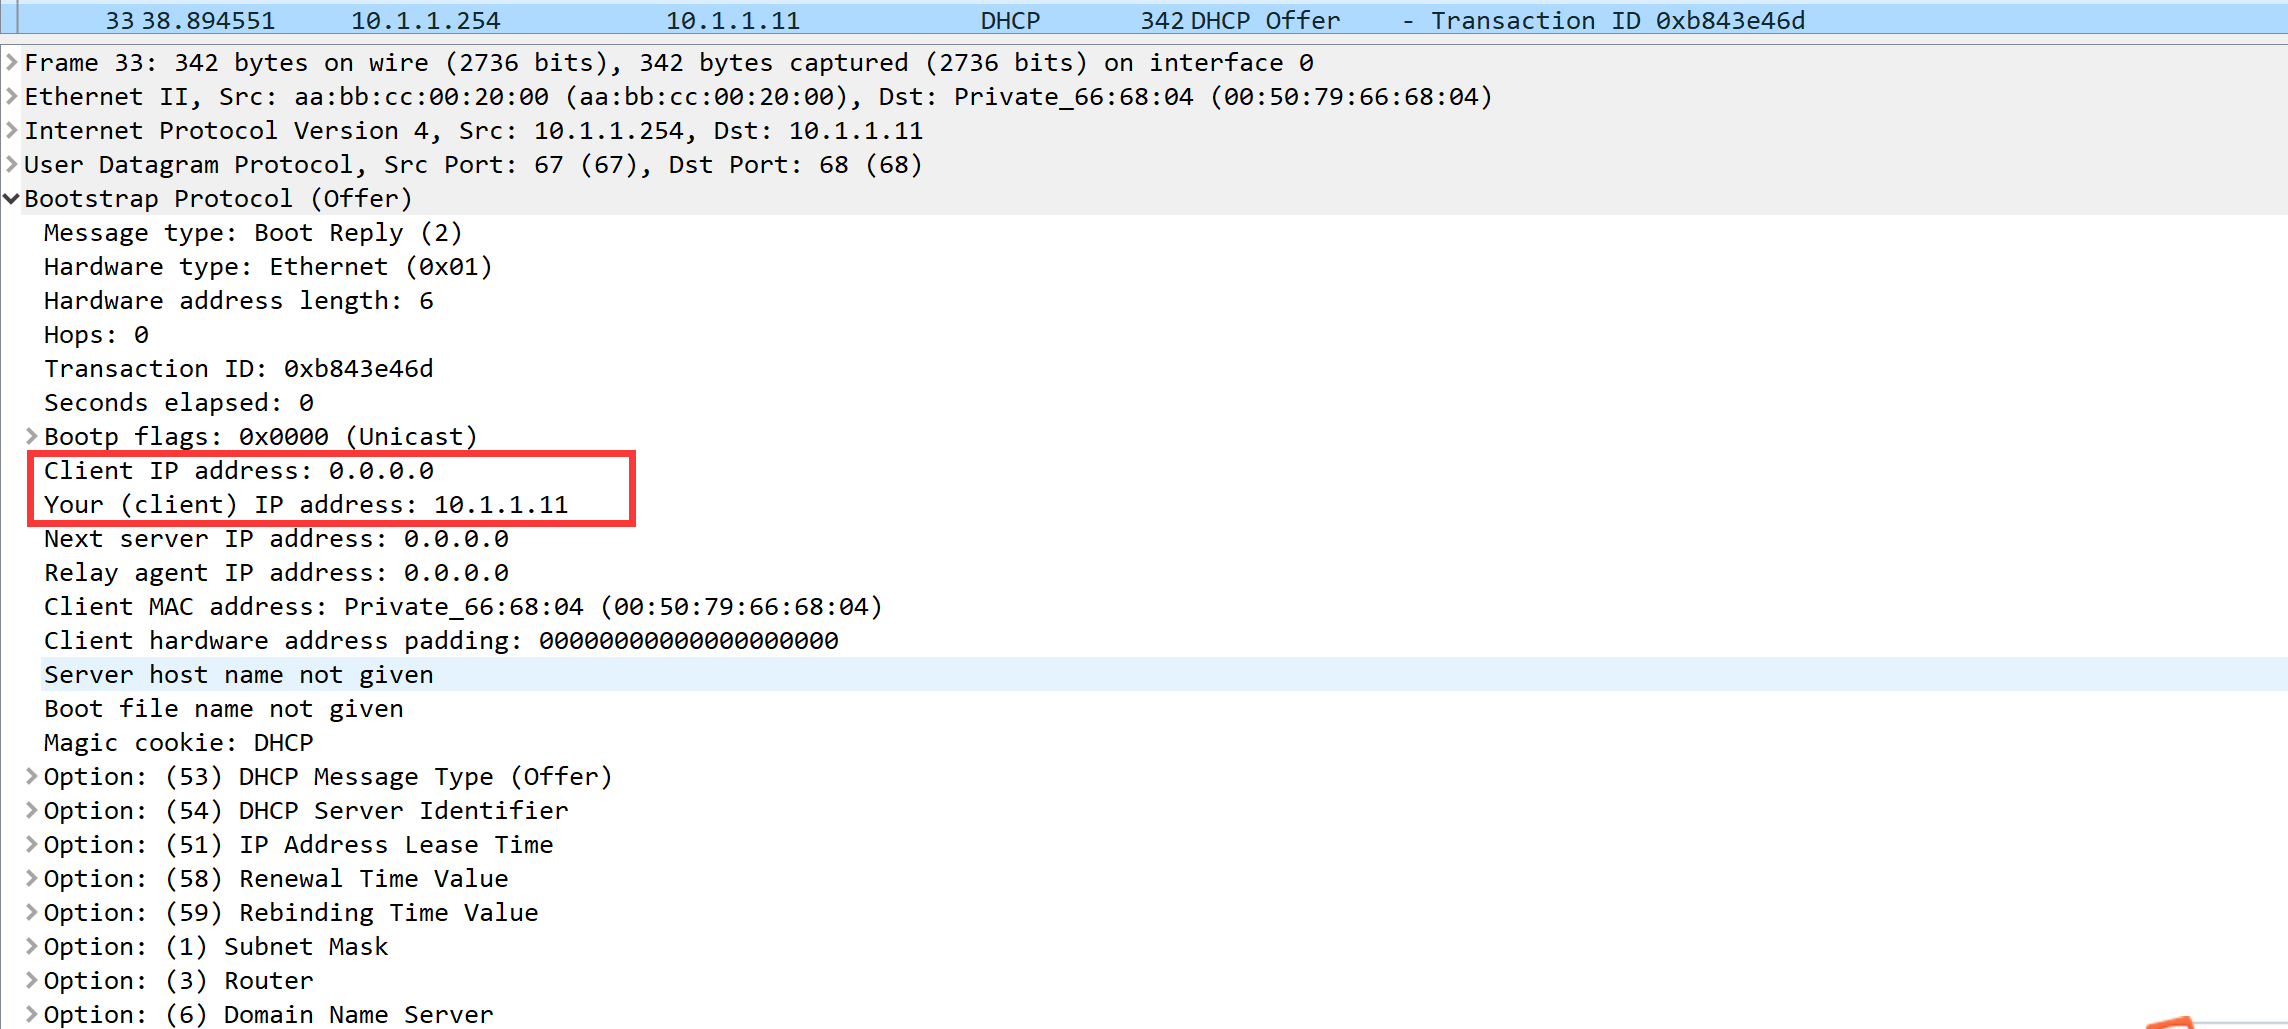 33 38.894551 10.1.1.254 10.1.1.11 DHCP 342 DHCP Offer - Transaction ID 0xb843e46d
Frame 33: 342 bytes on wire (2736 bits), 342 bytes captured (2736 bits) on interface 0
Ethernet II, Src: aa:bb:cc:00:20:00 (aa:bb:cc:00:20:00), Dst: Private_66:68:04 (00:50:79:66:68:04)
Internet Protocol Version 4, Src: 10.1.1.254, Dst: 10.1.1.11
User Datagram Protocol, Src Port: 67 (67), Dst Port: 68 (68)
Bootstrap Protocol (Offer)
Message type: Boot Reply (2)
Hardware type: Ethernet (0x01)
Hardware address length: 6
Hops: 0
Transaction ID: 0xb843e46d
Seconds elapsed: 0
Bootp flags: 0x0000 (Unicast)
Client IP address: 0.0.0.0
Your (client) IP address: 10.1.1.11
Next server IP address: 0.0.0.0
Relay agent IP address: 0.0.0.0
Client MAC address: Private_66:68:04 (00:50:79:66:68:04)
Client hardware address padding: 00000000000000000000
Server host name not given
Boot file name not given
Magic cookie: DHCP
Option: (53) DHCP Message Type (Offer)
Option: (54) DHCP Server Identifier
Option: (51) IP Address Lease Time
Option: (58) Renewal Time Value
Option: (59) Rebinding Time Value
Option: (1) Subnet Mask
Option: (3) Router
Option: (6) Domain Name Server